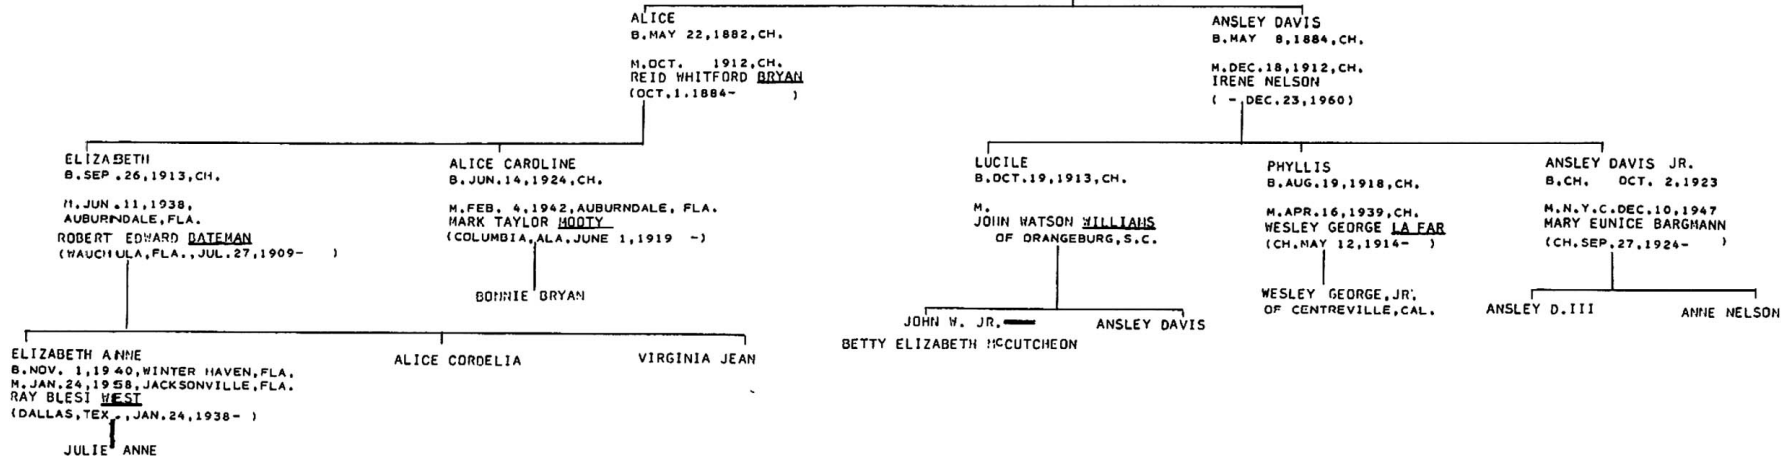 ALICE
B.MAY 22,1882,CH.
M.OCT. 1912,CH.
REID WHITFORD BRYAN
(OCT.1.1884- )
ANSLEY DAVIS
B.MAY 8,1884,CH.
M.DEC.18,1912,CH.
IRENE NELSON
( - DEC.23,1960)
ELIZABETH
B.SEP.26,1913,CH.
M.JUN.11,1938,
AUBURNDALE,FLA.
ROBERT EDWARD BATEMAN
(WAUCHULA,FLA.,JUL.27,1909- )
ALICE CAROLINE
B.JUN.14,1924,CH.
M.FEB. 4,1942,AUBURNDALE, FLA.
MARK TAYLOR MOOTY
(COLUMBIA,ALA.JUNE 1,1919 -)
BONNIE BRYAN
LUCILE
B.OCT.19,1913,CH.
M.
JOHN WATSON WILLIAMS
OF ORANGEBURG,S.C.
PHYLLIS
B.AUG.19,1918,CH.
M.APR.16,1939,CH.
WESLEY GEORGE LA FAR
(CH.MAY 12,1914- )
WESLEY GEORGE,JR.
OF CENTREVILLE,CAL.
ANSLEY DAVIS JR.
B.CH. OCT. 2,1923
M.N.Y.C.DEC.10,1947
MARY EUNICE BARGMANN
(CH.SEP.27,1924- )
ANSLEY D.III
ANNE NELSON
JOHN W. JR.
ANSLEY DAVIS
BETTY ELIZABETH McCUTCHEON
ELIZABETH ANNE
B.NOV. 1,1940,WINTER HAVEN,FLA.
M.JAN.24,1958,JACKSONVILLE,FLA.
RAY BLESI WEST
(DALLAS,TEX.,JAN.24,1938- )
ALICE CORDELIA
VIRGINIA JEAN
JULIE ANNE